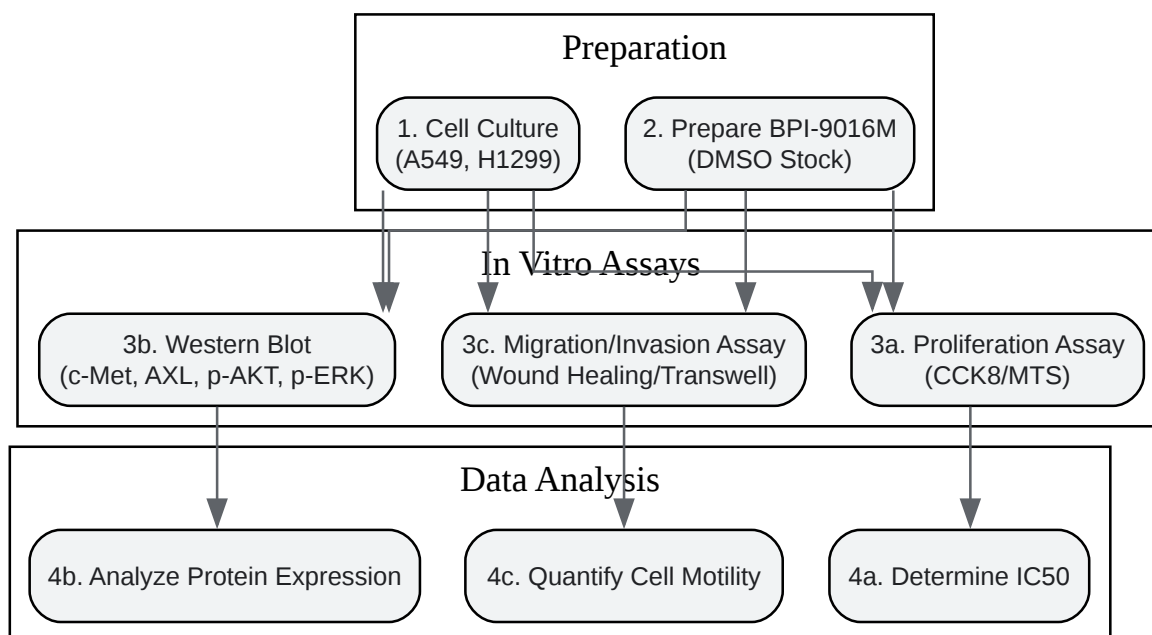 Preparation
1. Cell Culture
(A549, H1299)
2. Prepare BPI-9016M
(DMSO Stock)
In Vitro Assays
3b. Western Blot
(c-Met, AXL, p-AKT, p-ERK)
3c. Migration/Invasion Assay
(Wound Healing/Transwell)
3a. Proliferation Assay
(CCK8/MTS)
Data Analysis
4b. Analyze Protein Expression
4c. Quantify Cell Motility
4a. Determine IC50